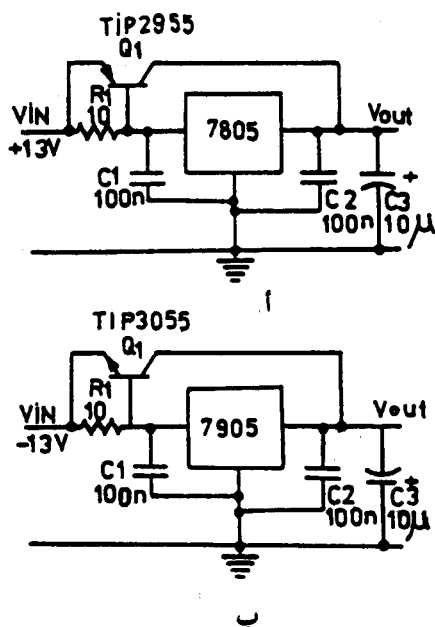 TiP2955
Q1
R1
10
ViN
+13V
7805
Vout
C1
100n
C2
100n
C3
10µ
+
أ
TIP3055
Q1
R1
10
ViN
-13V
7905
Vout
C1
100n
C2
100n
C3
10µ
+
ب